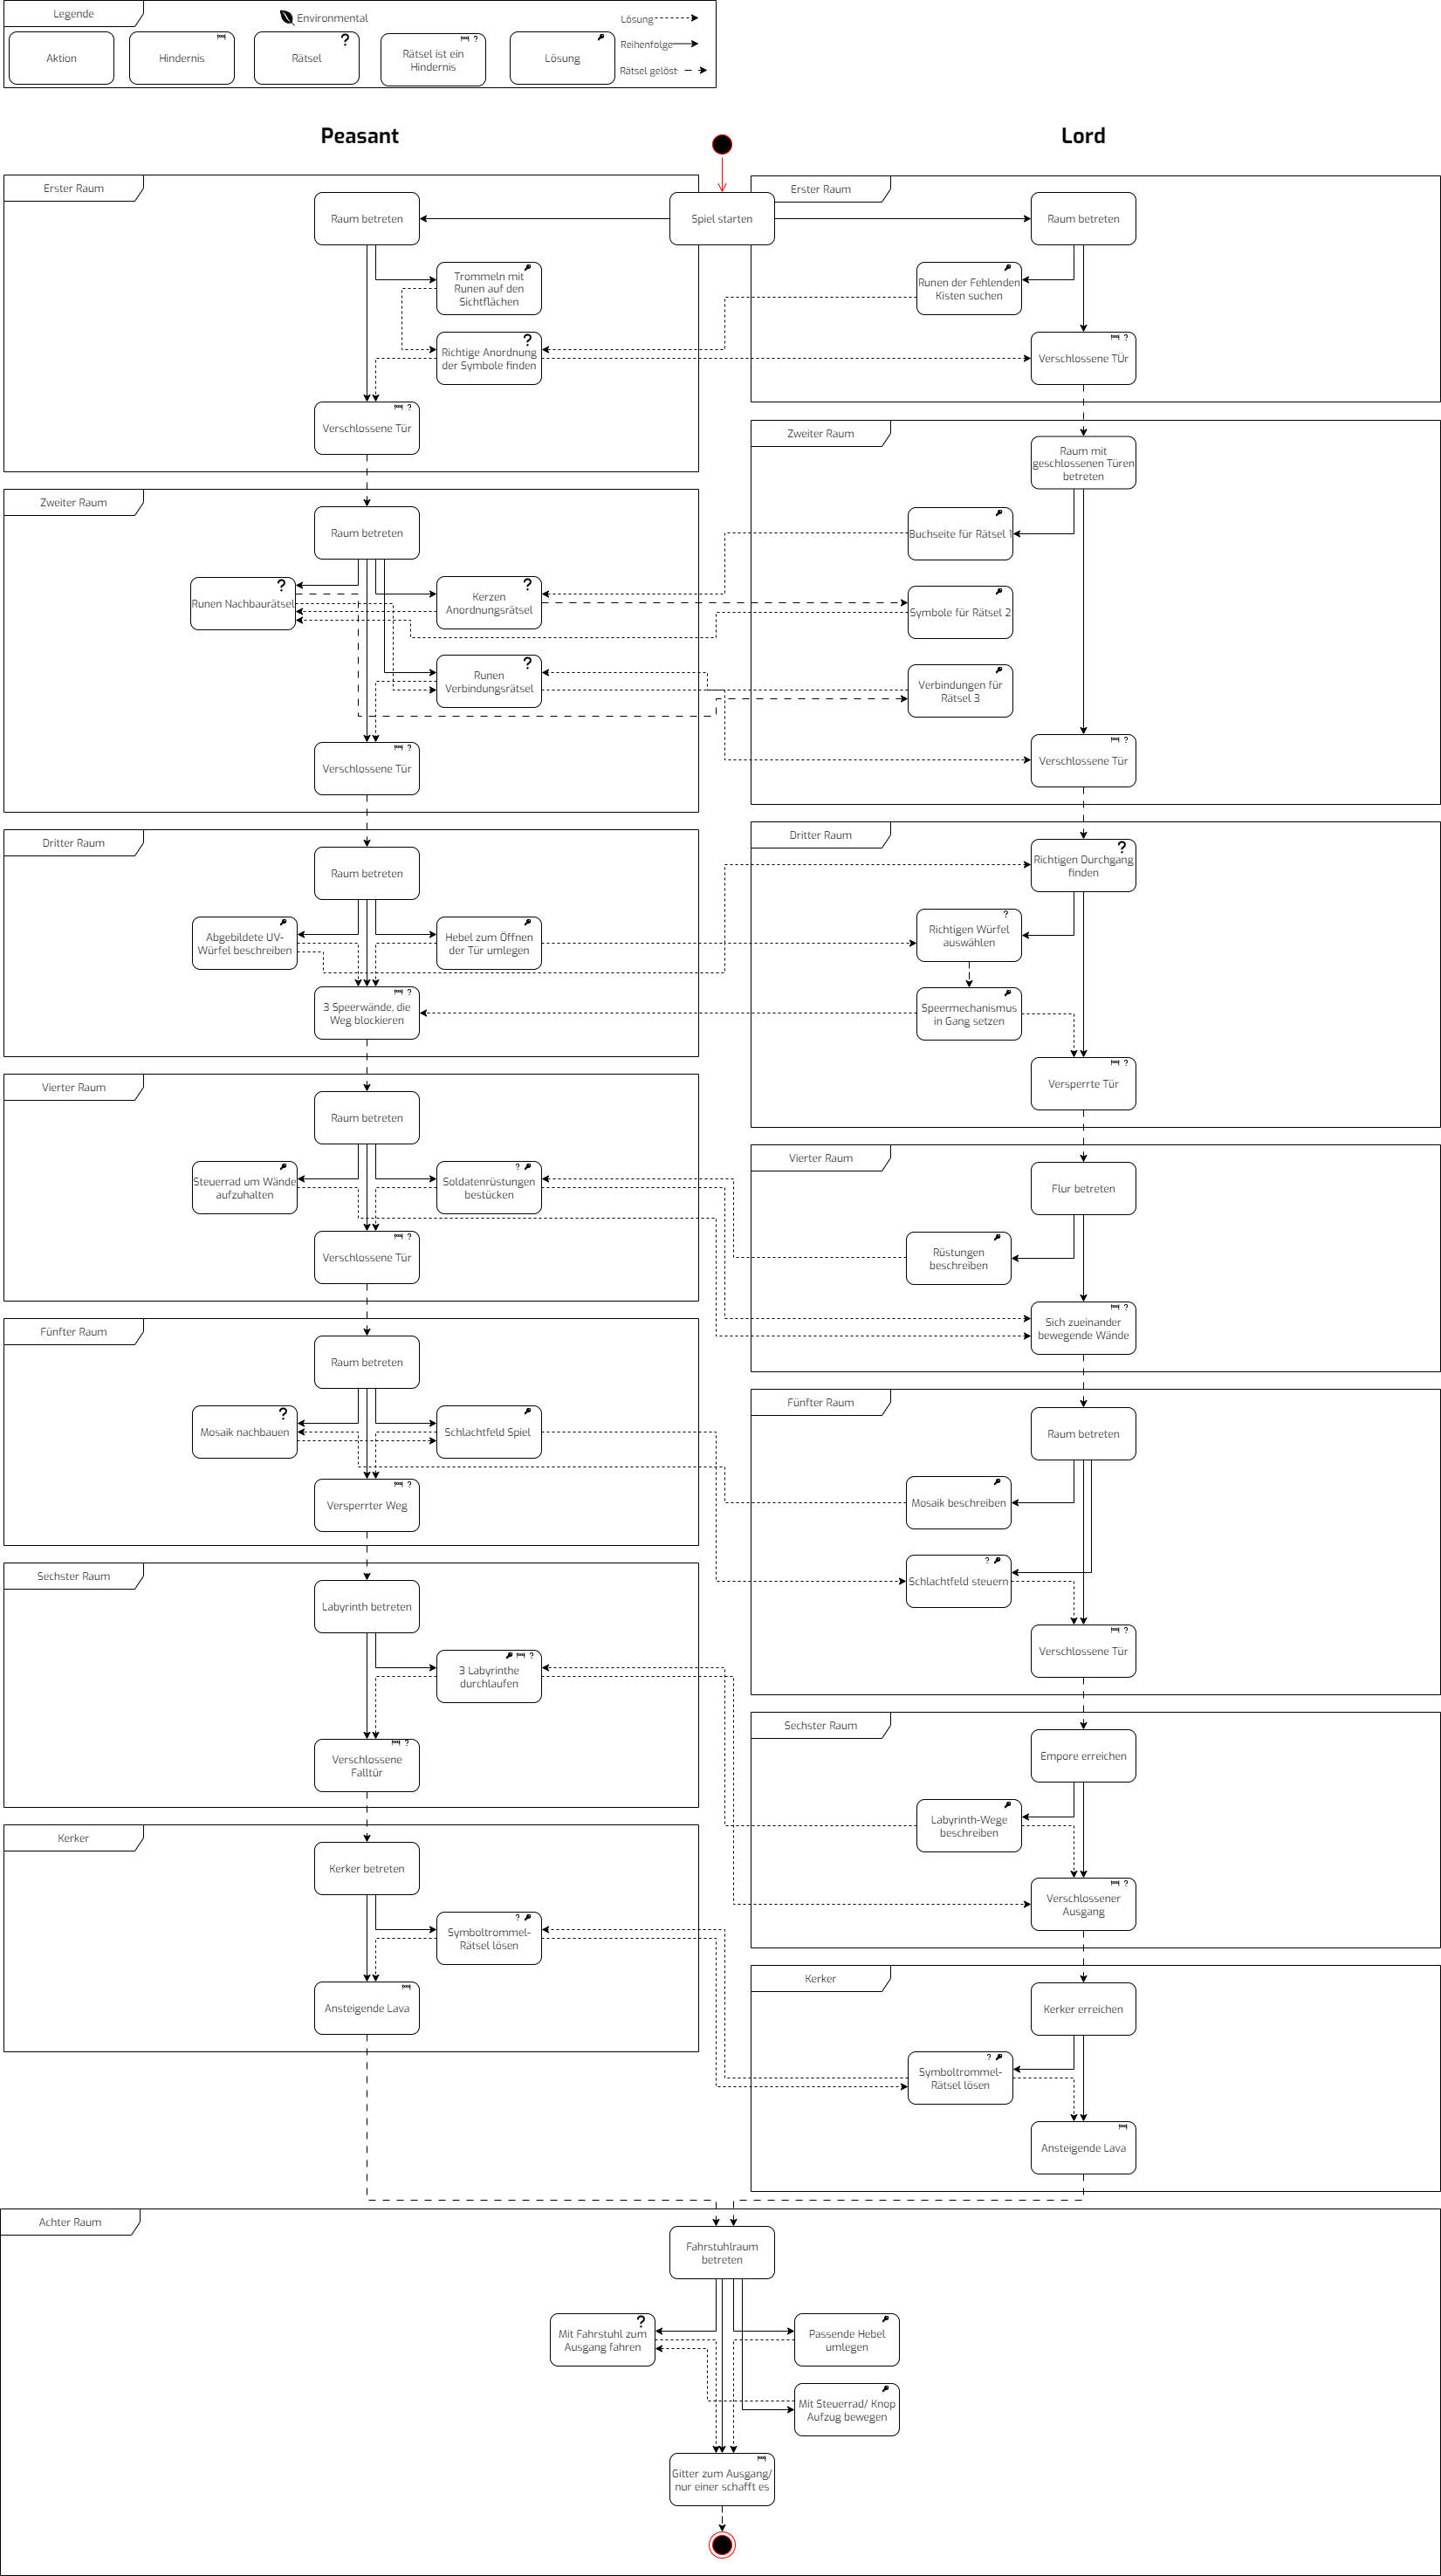 Legende
Environmental
Lösung
Reihenfolge
Rätsel gelöst
Aktion
Hindernis
Rätsel
Rätsel ist ein
Hindernis
Lösung
Peasant
Lord
Erster Raum
Raum betreten
Spiel starten
Erster Raum
Raum betreten
Trommeln mit
Runen auf den
Sichtflächen
Runen der Fehlenden
Kisten suchen
Richtige Anordnung
der Symbole finden
Verschlossene TÜr
Verschlossene Tür
Zweiter Raum
Raum mit
geschlossenen Türen
betreten
Zweiter Raum
Raum betreten
Buchseite für Rätsel 1
Runen Nachbaurätsel
Kerzen
Anordnungsrätsel
Symbole für Rätsel 2
Runen
Verbindungsrätsel
Verbindungen für
Rätsel 3
Verschlossene Tür
Verschlossene Tür
Dritter Raum
Raum betreten
Dritter Raum
Richtigen Durchgang
finden
Abgebildete UV-
Würfel beschreiben
Hebel zum Öffnen
der Tür umlegen
Richtigen Würfel
auswählen
3 Speerwände, die
Weg blockieren
Speermechanismus
in Gang setzen
Versperrte Tür
Vierter Raum
Raum betreten
Vierter Raum
Flur betreten
Steuerrad um Wände
aufzuhalten
Soldatenrüstungen
bestücken
Verschlossene Tür
Rüstungen
beschreiben
Sich zueinander
bewegende Wände
Fünfter Raum
Raum betreten
Fünfter Raum
Raum betreten
Mosaik nachbauen
Schlachtfeld Spiel
Versperrter Weg
Mosaik beschreiben
Schlachtfeld steuern
Verschlossene Tür
Sechster Raum
Labyrinth betreten
3 Labyrinthe
durchlaufen
Verschlossene
Falltür
Sechster Raum
Empore erreichen
Labyrinth-Wege
beschreiben
Verschlossener
Ausgang
Kerker
Kerker betreten
Symboltrommel-
Rätsel lösen
Ansteigende Lava
Kerker
Kerker erreichen
Symboltrommel-
Rätsel lösen
Ansteigende Lava
Achter Raum
Fahrstuhlraum
betreten
Mit Fahrstuhl zum
Ausgang fahren
Passende Hebel
umlegen
Mit Steuerrad/ Knop
Aufzug bewegen
Gitter zum Ausgang/
nur einer schafft es